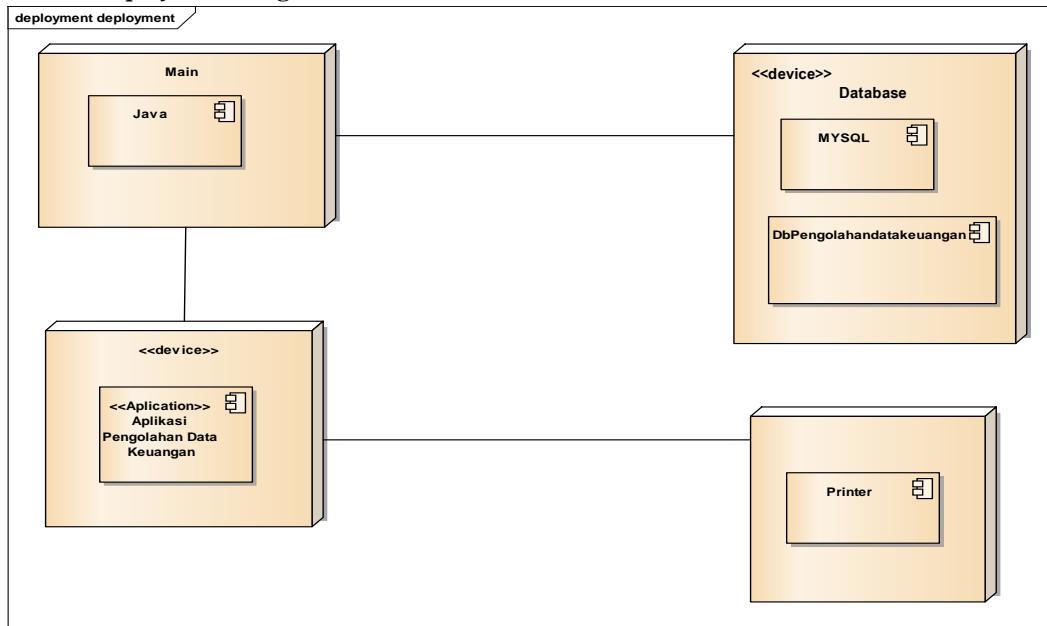 deployment deployment
Main
Java
<<device>>
Database
MYSQL
DbPengolahandatakeuangan
<<device>>
<<Aplication>>
Aplikasi
Pengolahan Data
Keuangan
Printer